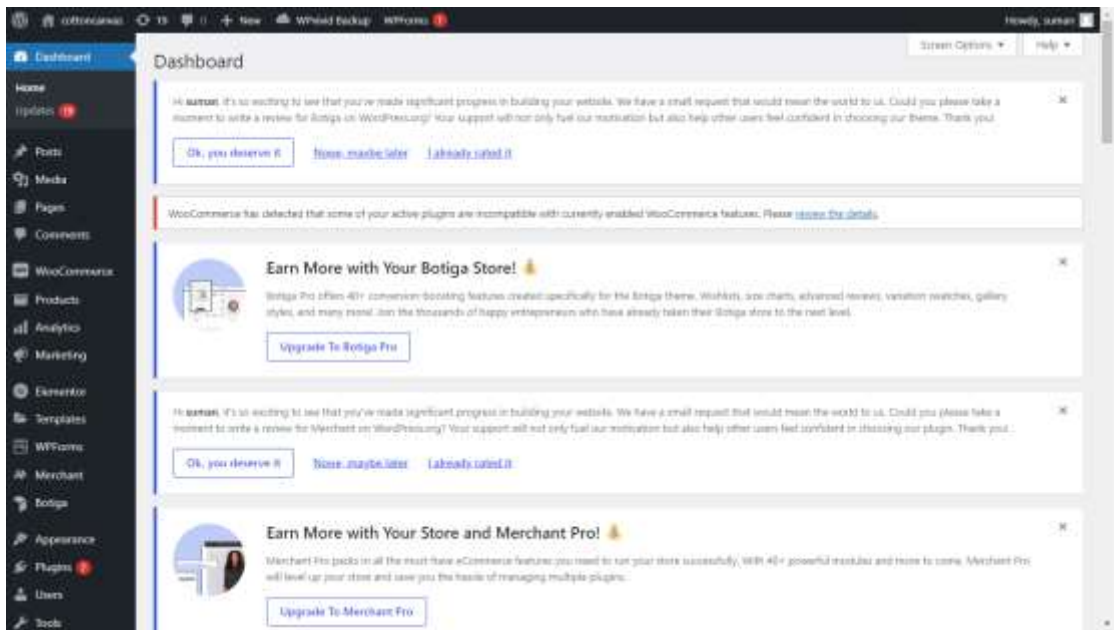 cottoncanvas 19 0 New WPvivid Backup WPForms
Howdy, suman
Screen Options Help
Dashboard
Home
Updates 19
Posts
Media
Pages
Comments
WooCommerce
Products
Analytics
Marketing
Elementor
Templates
WPForms
Merchant
Botiga
Appearance
Plugins
Users
Tools
Dashboard
Hi suman, it's so exciting to see that you've made significant progress in building your website. We have a small request that would mean the world to us. Could you please take a
moment to write a review for Botiga on WordPress.org? Your support will not only fuel our motivation but also help other users feel confident in choosing our theme. Thank you!
Ok, you deserve it Nope, maybe later I already rated it
WooCommerce has detected that some of your active plugins are incompatible with currently enabled WooCommerce features. Please review the details.
Earn More with Your Botiga Store!
Botiga Pro offers 40+ conversion-boosting features created specifically for the Botiga theme. Wishlists, size charts, advanced reviews, variation swatches, gallery
styles, and many more! Join the thousands of happy entrepreneurs who have already taken their Botiga store to the next level.
Upgrade To Botiga Pro
Hi suman, it's so exciting to see that you've made significant progress in building your website. We have a small request that would mean the world to us. Could you please take a
moment to write a review for Merchant on WordPress.org? Your support will not only fuel our motivation but also help other users feel confident in choosing our plugin. Thank you!
Ok, you deserve it Nope, maybe later I already rated it
Earn More with Your Store and Merchant Pro!
Merchant Pro packs in all the must have eCommerce features you need to run your store successfully. With 40+ powerful modules and more to come, Merchant Pro
will level up your store and save you the hassle of managing multiple plugins.
Upgrade To Merchant Pro